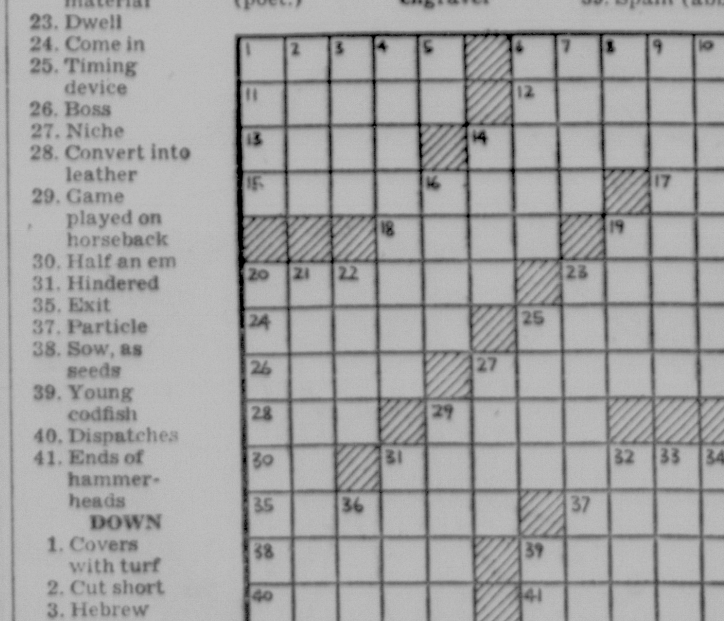 material
23. Dwell
24. Come in
25. Timing
device
26. Boss
27. Niche
28. Convert into
leather
29. Game
played on
horseback
30. Half an em
31. Hindered
35. Exit
37. Particle
38. Sow, as
seeds
39. Young
codfish
40. Dispatches
41. Ends of
hammer-
heads
DOWN
1. Covers
with turf
2. Cut short
3. Hebrew
(poet.)
engraver
35. Spain
1 2 3 4 5 6 7 8 9 10
11 12
13 14
15 16 17
18 19
20 21 22 23
24 25
26 27
28 29
30 31 32 33 34
35 36 37
38 39
40 41